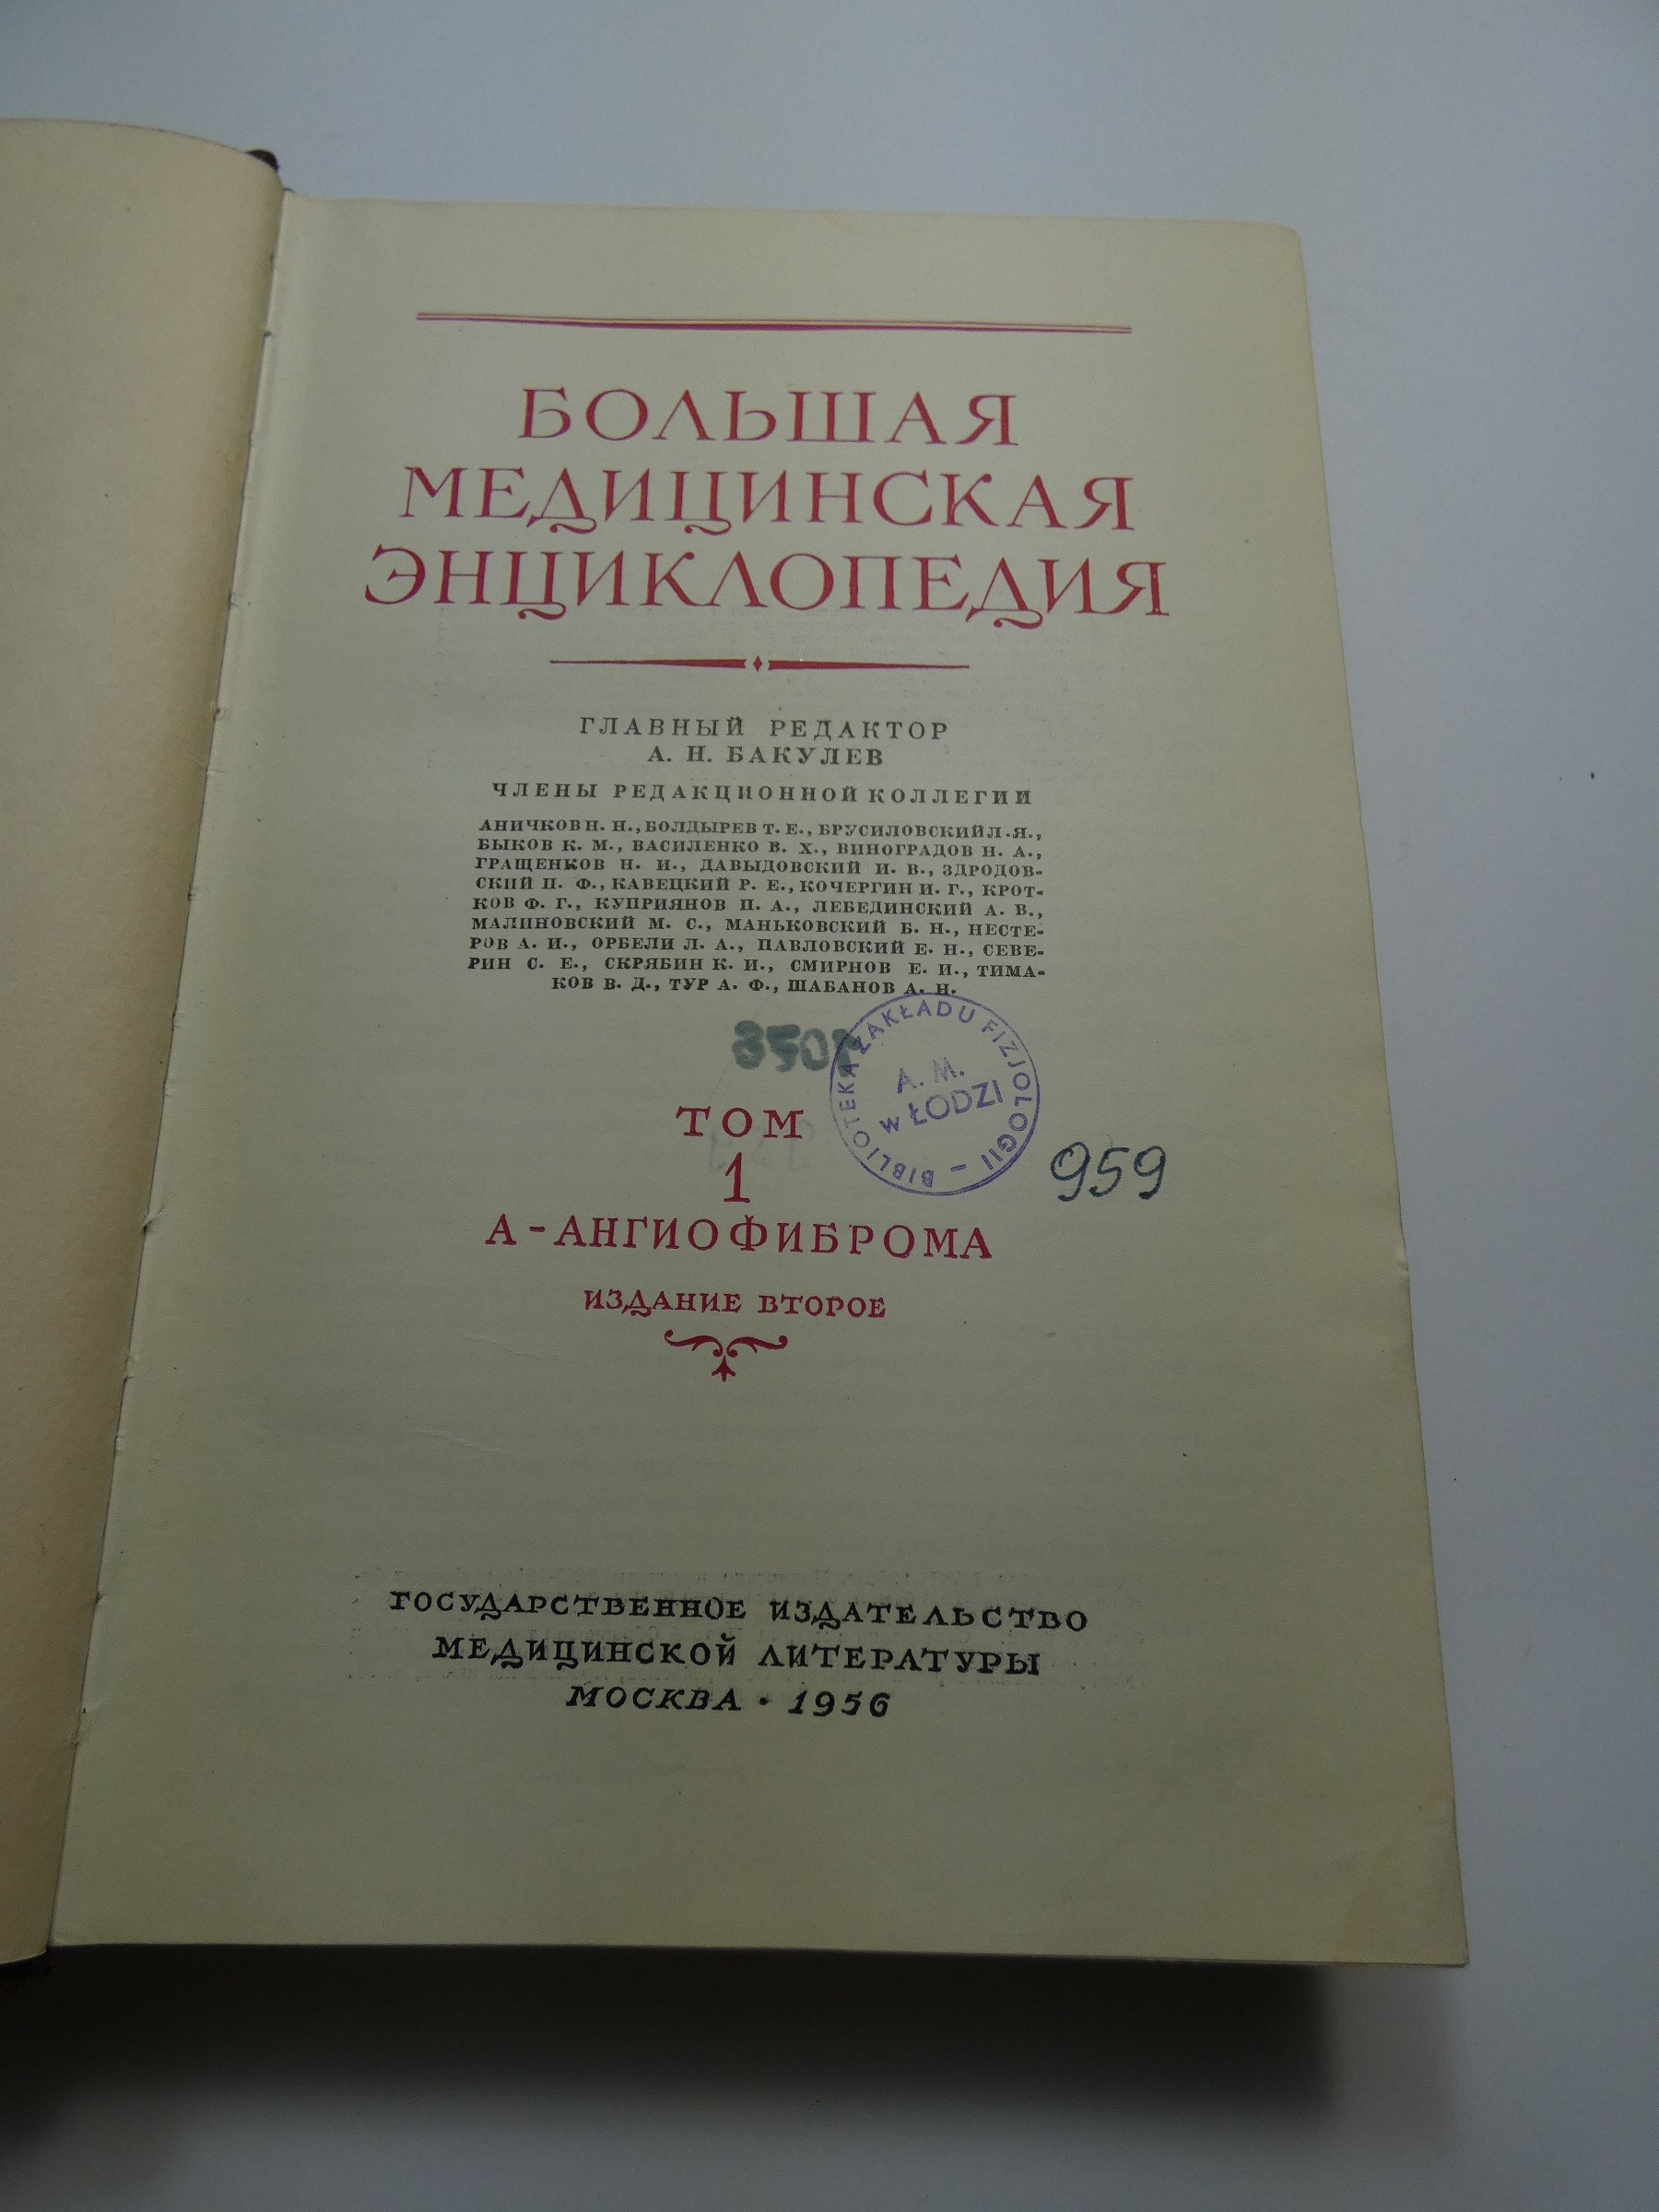 БОЛЬШАЯ
МЕДИЦИНСКАЯ
ЭНЦИКЛОПЕДИЯ
ГЛАВНЫЙ РЕДАКТОР
А. Н. БАКУЛЕВ
ЧЛЕНЫ РЕДАКЦИОННОЙ КОЛЛЕГИИ
АНИЧКОВ Н. Н., БОЛДЫРЕВ Т. Е., БРУСИЛОВСКИЙ Л. Я.,
БЫКОВ К. М., ВАСИЛЕНКО В. Х., ВИНОГРАДОВ Н. А.,
ГРАЩЕНКОВ Н. И., ДАВЫДОВСКИЙ И. В., ЗДРОДОВ-
СКИЙ П. Ф., КАВЕЦКИЙ Р. Е., КОЧЕРГИН И. Г., КРОТ-
КОВ Ф. Г., КУПРИЯНОВ П. А., ЛЕБЕДИНСКИЙ А. В.,
МАЛИНОВСКИЙ М. С., МАНЬКОВСКИЙ Б. Н., НЕСТЕ-
РОВ А. И., ОРБЕЛИ Л. А., ПАВЛОВСКИЙ Е. Н., СЕВЕ-
РИН С. Е., СКРЯБИН К. И., СМИРНОВ Е. И., ТИМА-
КОВ В. Д., ТУР А. Ф., ШАБАНОВ А. Н.
BIBLIOTEKA ZAKŁADU FIZJOLOGII –
A. M.
w ŁODZI
ТОМ
1
959
А-АНГИОФИБРОМА
ИЗДАНИЕ ВТОРОЕ
ГОСУДАРСТВЕННОЕ ИЗДАТЕЛЬСТВО
МЕДИЦИНСКОЙ ЛИТЕРАТУРЫ
МОСКВА • 1956